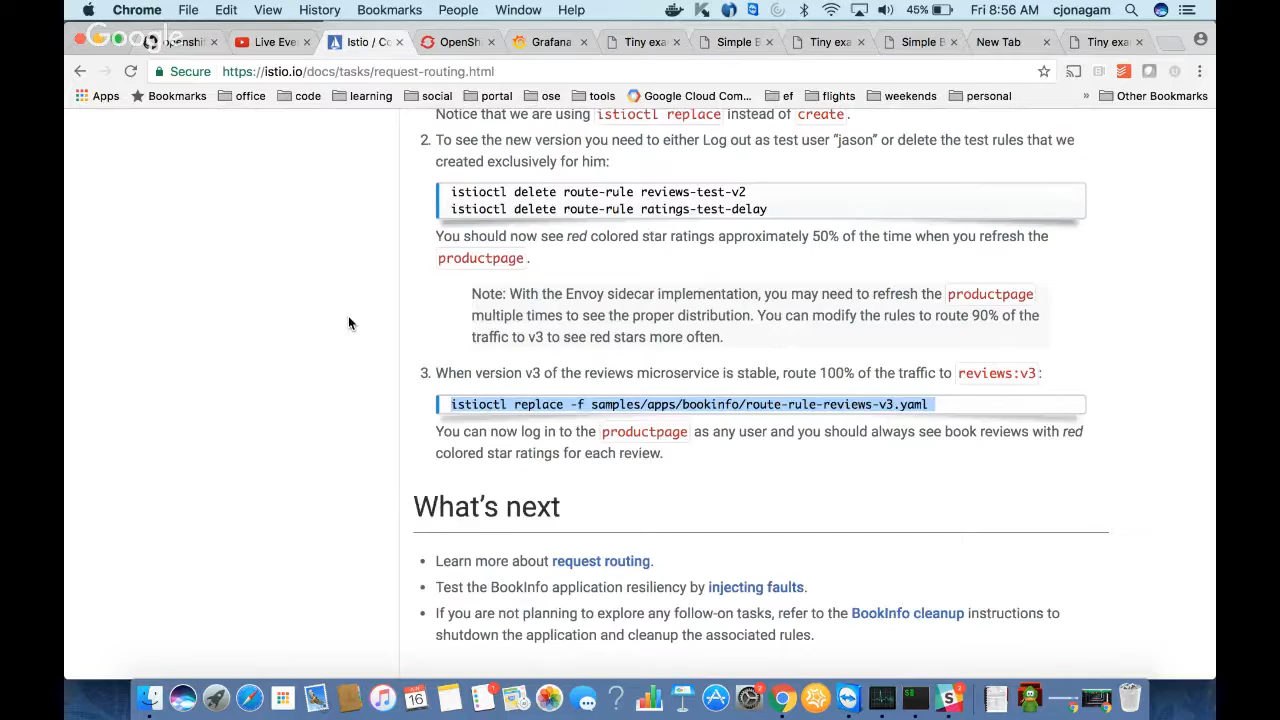 Chrome File Edit View History Bookmarks People Window Help 45% Fri 8:56 AM cjonagam
Google
openshif Live Eve Istio / Co OpenSh Grafana Tiny exa Simple B Tiny exa Simple B New Tab Tiny exa
Secure https://istio.io/docs/tasks/request-routing.html
Apps Bookmarks office code learning social portal ose tools Google Cloud Com... ef flights weekends personal » Other Bookmarks
Notice that we are using istioctl replace instead of create.
2. To see the new version you need to either Log out as test user “jason” or delete the test rules that we
created exclusively for him:
istioctl delete route-rule reviews-test-v2
istioctl delete route-rule ratings-test-delay
You should now see red colored star ratings approximately 50% of the time when you refresh the
productpage.
Note: With the Envoy sidecar implementation, you may need to refresh the productpage
multiple times to see the proper distribution. You can modify the rules to route 90% of the
traffic to v3 to see red stars more often.
3. When version v3 of the reviews microservice is stable, route 100% of the traffic to reviews:v3:
istioctl replace -f samples/apps/bookinfo/route-rule-reviews-v3.yaml
You can now log in to the productpage as any user and you should always see book reviews with red
colored star ratings for each review.
What’s next
• Learn more about request routing.
• Test the BookInfo application resiliency by injecting faults.
• If you are not planning to explore any follow-on tasks, refer to the BookInfo cleanup instructions to
shutdown the application and cleanup the associated rules.
16